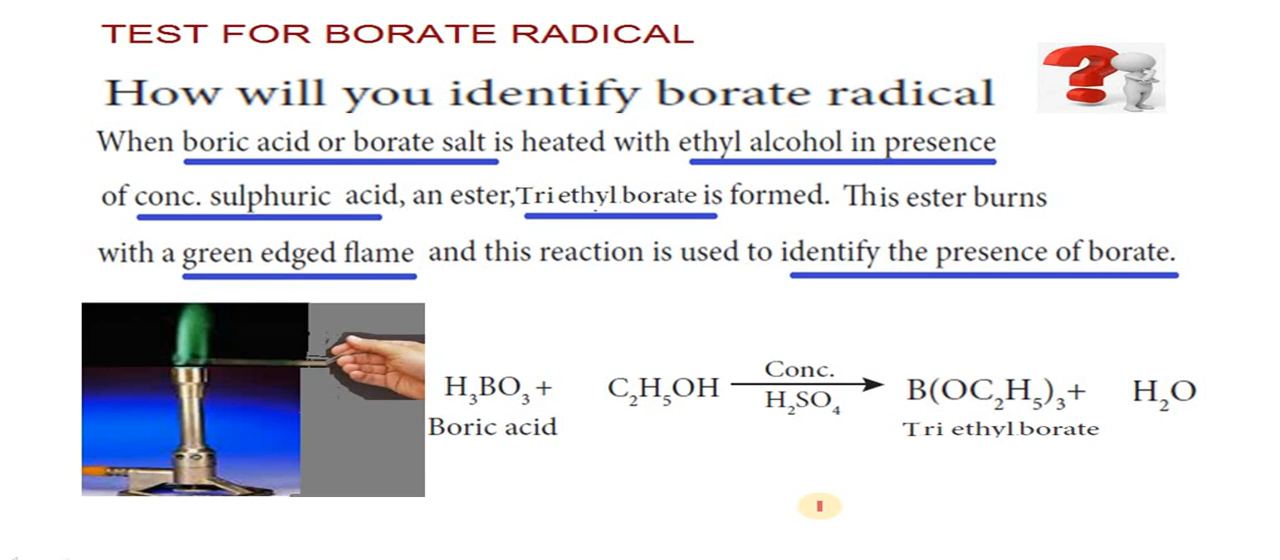 TEST FOR BORATE RADICAL
How will you identify borate radical
When boric acid or borate salt is heated with ethyl alcohol in presence
of conc. sulphuric acid, an ester,Tri ethyl borate is formed. This ester burns
with a green edged flame and this reaction is used to identify the presence of borate.
H₃BO₃ + C₂H₅OH Conc. H₂SO₄ → B(OC₂H₅)₃ + H₂O
Boric acid Tri ethyl borate